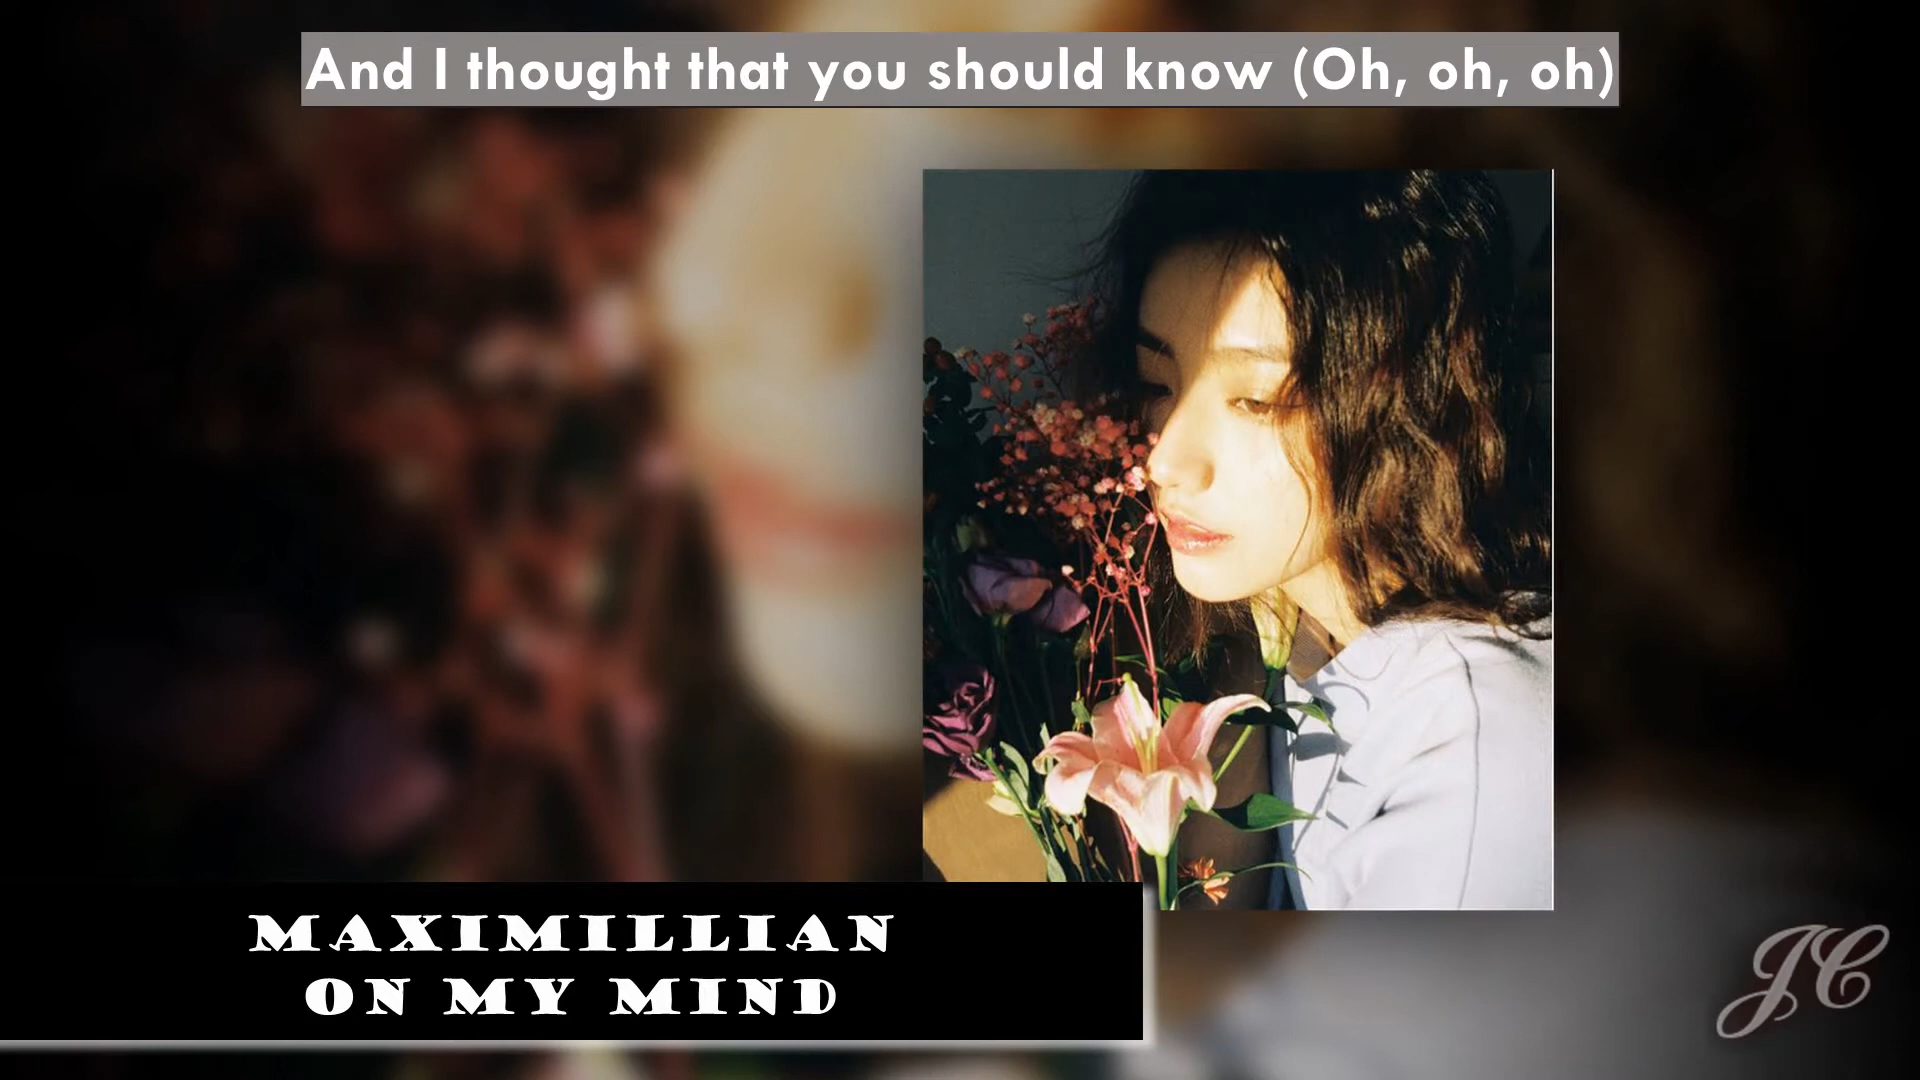 And I thought that you should know (Oh, oh, oh)
MAXIMILLIAN
ON MY MIND
JC